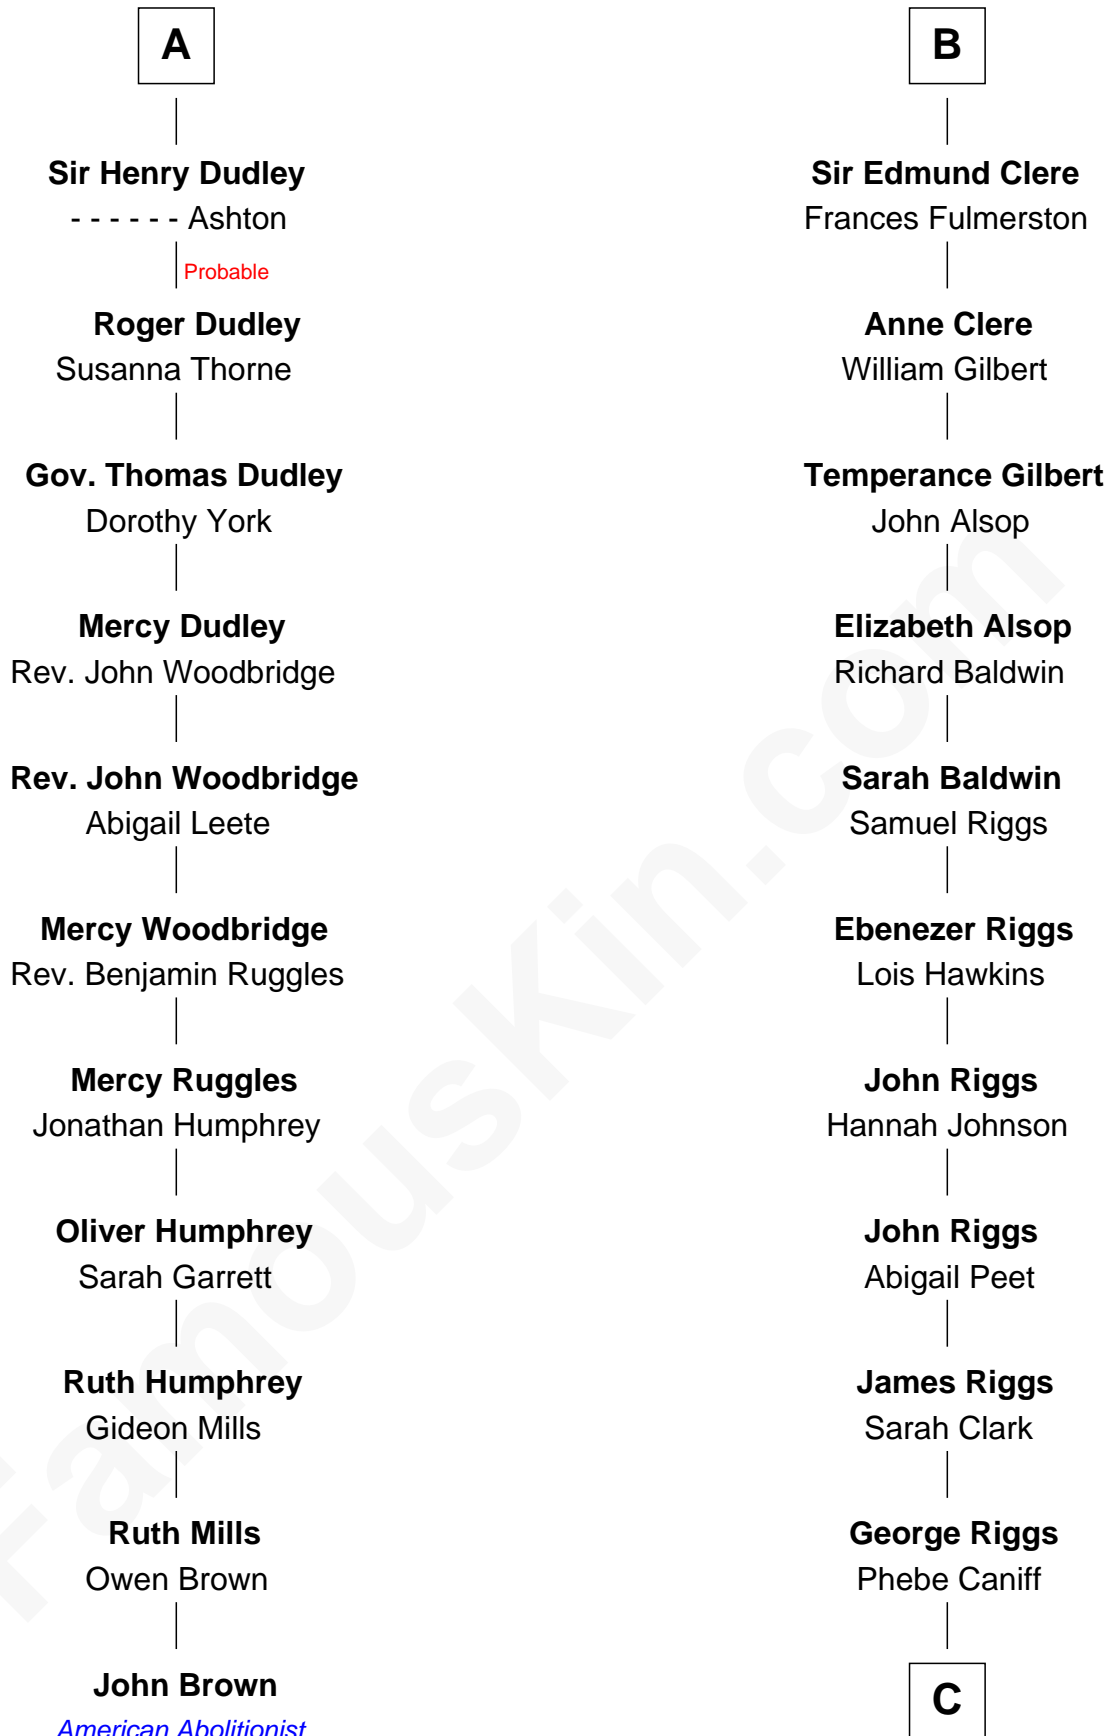 A
Sir Henry Dudley
- - - - - - Ashton
Probable
Roger Dudley
Susanna Thorne
Gov. Thomas Dudley
Dorothy York
Mercy Dudley
Rev. John Woodbridge
Rev. John Woodbridge
Abigail Leete
Mercy Woodbridge
Rev. Benjamin Ruggles
Mercy Ruggles
Jonathan Humphrey
Oliver Humphrey
Sarah Garrett
Ruth Humphrey
Gideon Mills
Ruth Mills
Owen Brown
John Brown
American Abolitionist
B
Sir Edmund Clere
Frances Fulmerston
Anne Clere
William Gilbert
Temperance Gilbert
John Alsop
Elizabeth Alsop
Richard Baldwin
Sarah Baldwin
Samuel Riggs
Ebenezer Riggs
Lois Hawkins
John Riggs
Hannah Johnson
John Riggs
Abigail Peet
James Riggs
Sarah Clark
George Riggs
Phebe Caniff
C
FamousKin.com